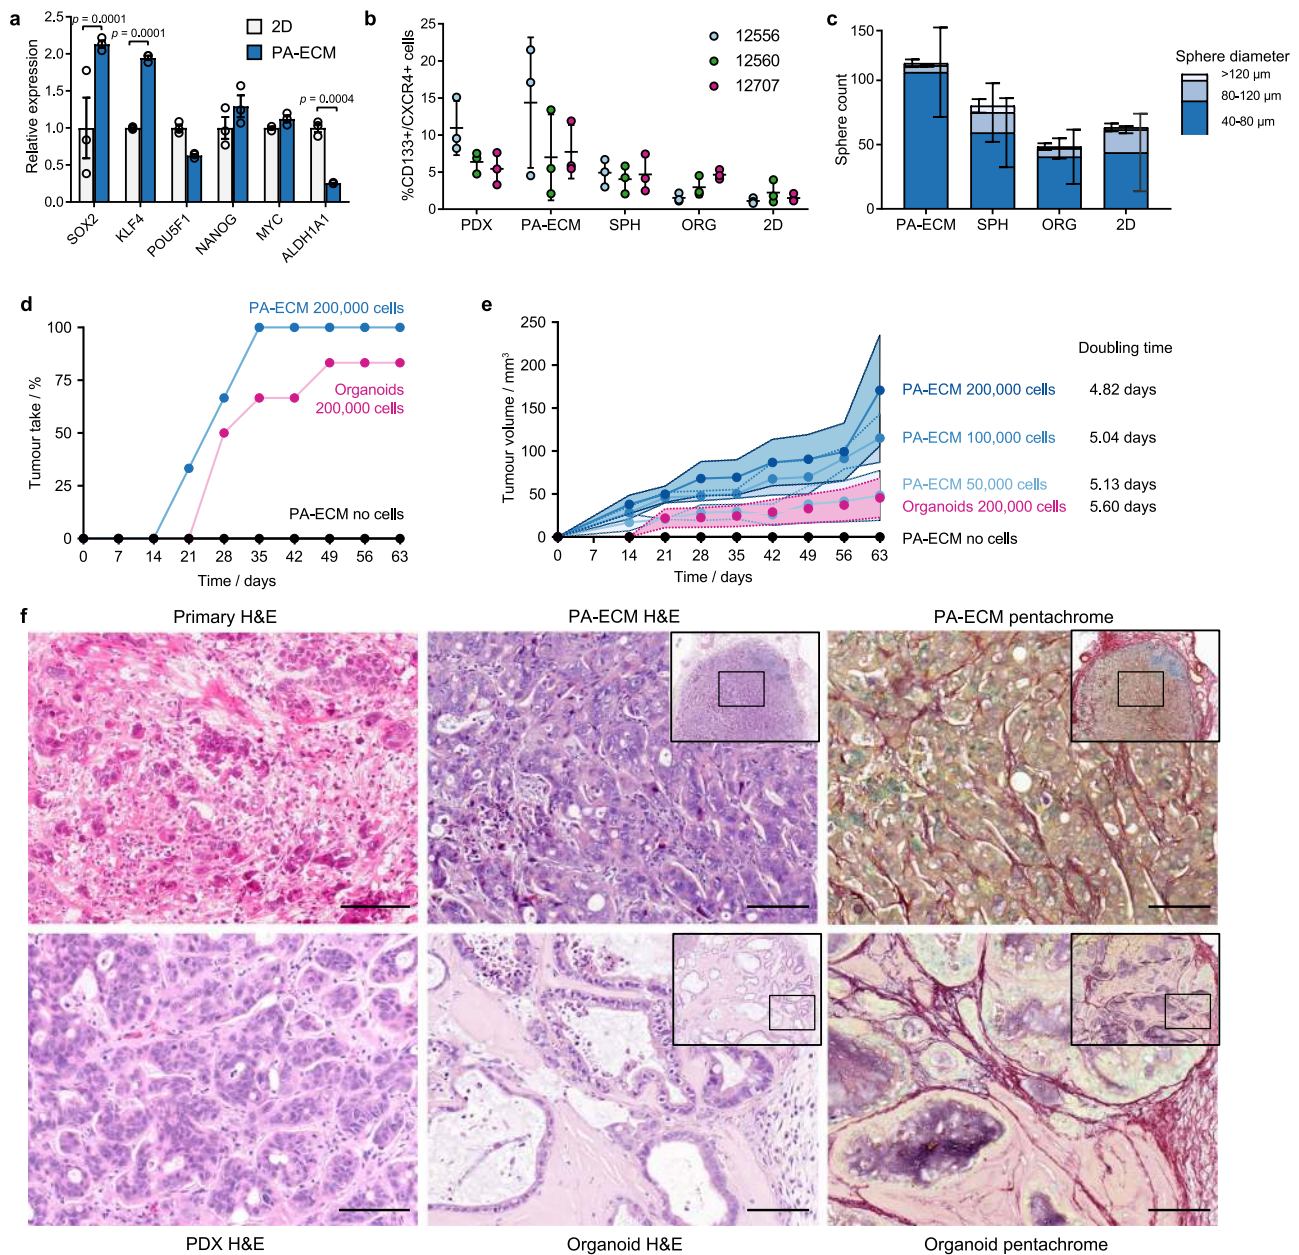 a
Relative expression
2.5
2.0
1.5
1.0
0.5
0
p = 0.0001
p = 0.0001
p = 0.0004
2D
PA-ECM
SOX2
KLF4
POU5F1
NANOG
MYC
ALDH1A1
b
%CD133+/CXCR4+ cells
25
20
15
10
5
0
12556
12560
12707
PDX
PA-ECM
SPH
ORG
2D
c
Sphere count
150
100
50
0
Sphere diameter
>120 µm
80-120 µm
40-80 µm
PA-ECM
SPH
ORG
2D
d
Tumour take / %
100
75
50
25
0
PA-ECM 200,000 cells
Organoids
200,000 cells
PA-ECM no cells
0 7 14 21 28 35 42 49 56 63
Time / days
e
Tumour volume / mm³
250
200
150
100
50
0
Doubling time
PA-ECM 200,000 cells 4.82 days
PA-ECM 100,000 cells 5.04 days
PA-ECM 50,000 cells 5.13 days
Organoids 200,000 cells 5.60 days
PA-ECM no cells
0 7 14 21 28 35 42 49 56 63
Time / days
f
Primary H&E
PA-ECM H&E
PA-ECM pentachrome
PDX H&E
Organoid H&E
Organoid pentachrome